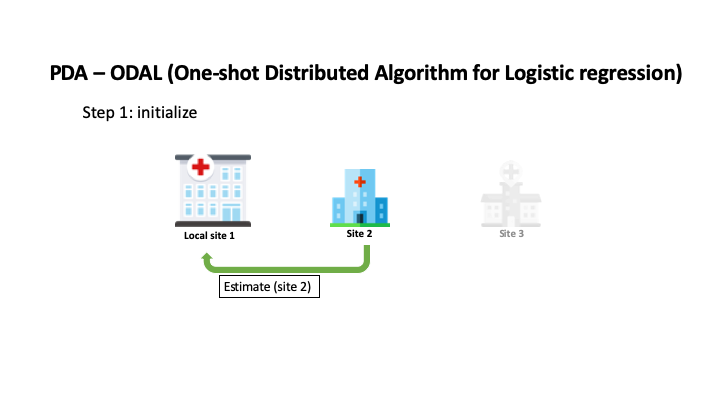 PDA – ODAL (One-shot Distributed Algorithm for Logistic regression)
Step 1: initialize
Local site 1
Site 2
Site 3
Estimate (site 2)